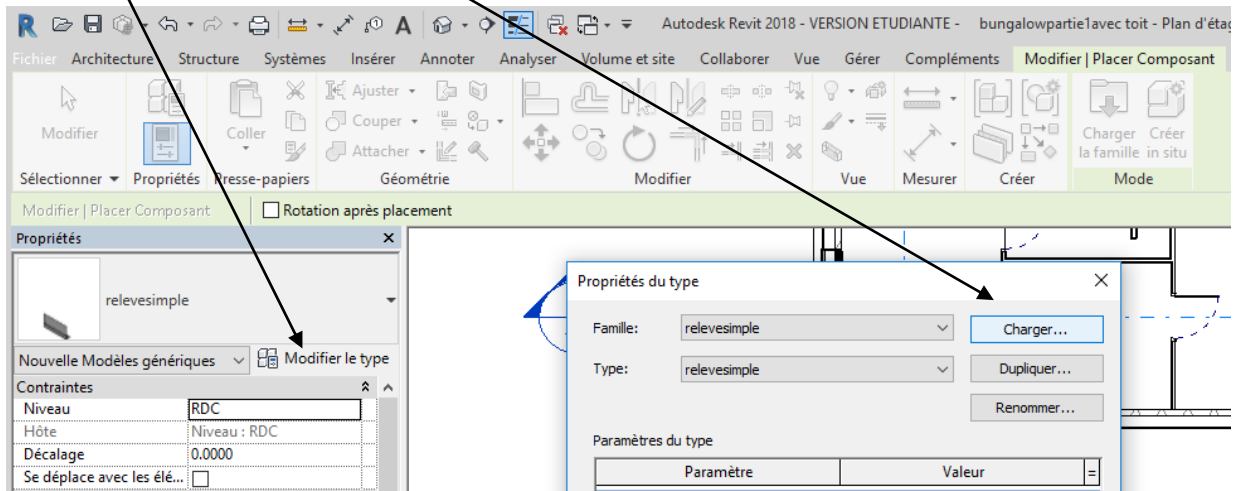 Autodesk Revit 2018 - VERSION ETUDIANTE - bungalowpartie1avec toit - Plan d'étag
Fichier Architecture Structure Systèmes Insérer Annoter Analyser Volume et site Collaborer Vue Gérer Compléments Modifier | Placer Composant
Modifier Coller Ajuster Couper Attacher Charger la famille Créer in situ
Sélectionner Propriétés Presse-papiers Géométrie Modifier Vue Mesurer Créer Mode
Modifier | Placer Composant Rotation après placement
Propriétés
relevesimple
Nouvelle Modèles génériques Modifier le type
Contraintes
Niveau RDC
Hôte Niveau : RDC
Décalage 0.0000
Se déplace avec les élé...
Propriétés du type
Famille: relevesimple Charger...
Type: relevesimple Dupliquer...
Renommer...
Paramètres du type
Paramètre Valeur =